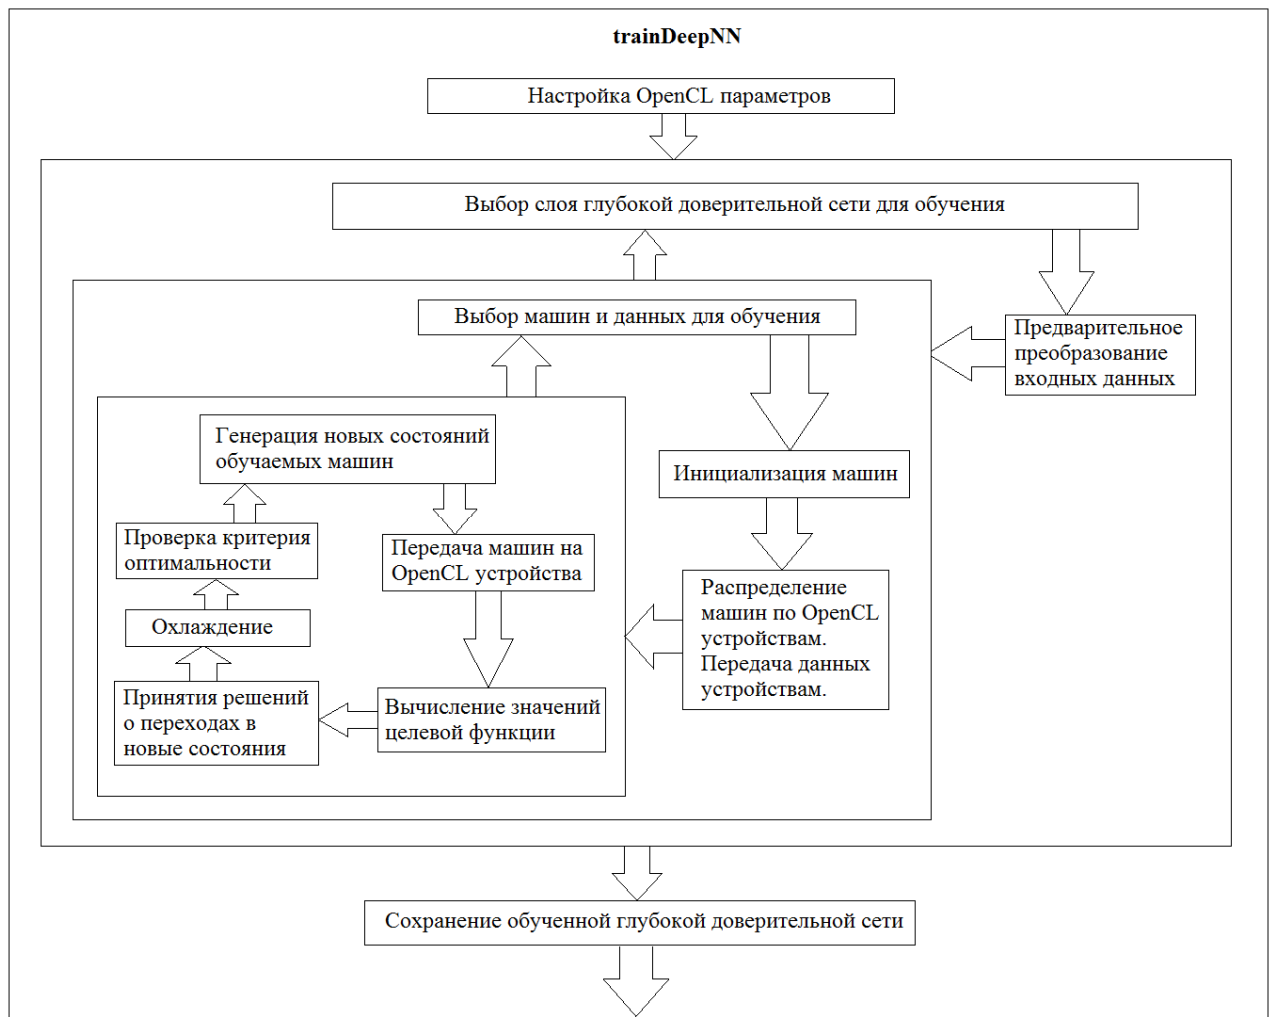 trainDeepNN
Настройка OpenCL параметров
Выбор слоя глубокой доверительной сети для обучения
Выбор машин и данных для обучения
Предварительное
преобразование
входных данных
Генерация новых состояний
обучаемых машин
Инициализация машин
Проверка критерия
оптимальности
Передача машин на
OpenCL устройства
Распределение
машин по OpenCL
устройствам.
Передача данных
устройствам.
Охлаждение
Принятия решений
о переходах в
новые состояния
Вычисление значений
целевой функции
Сохранение обученной глубокой доверительной сети